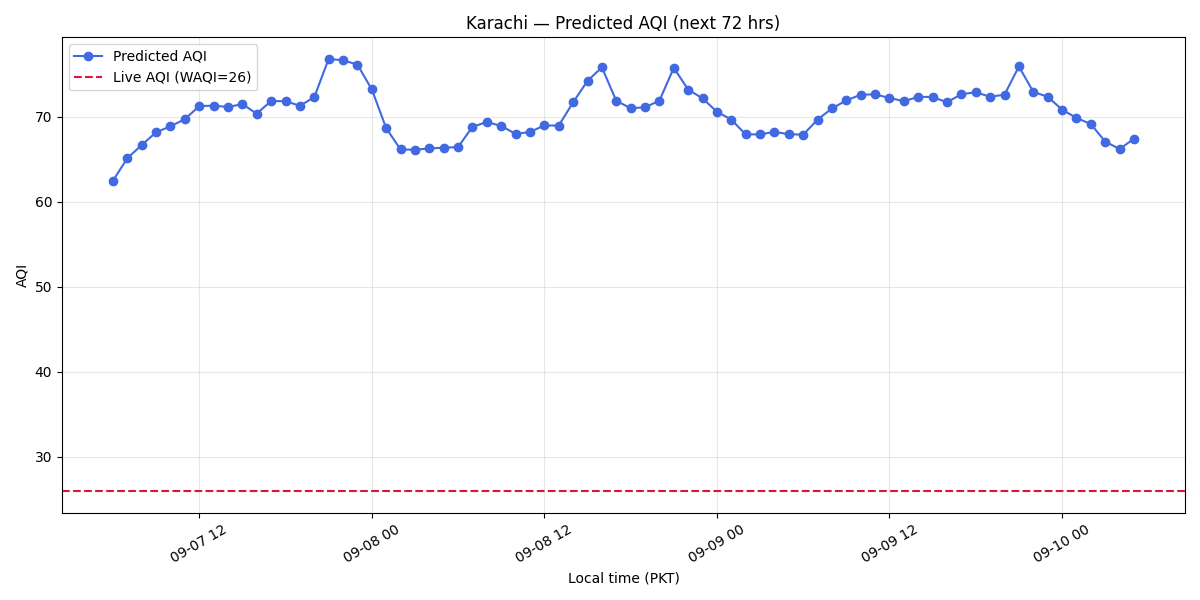 Karachi — Predicted AQI (next 72 hrs)
Predicted AQI
Live AQI (WAQI=26)
AQI
70
60
50
40
30
09-07 12
09-08 00
09-08 12
09-09 00
09-09 12
09-10 00
Local time (PKT)